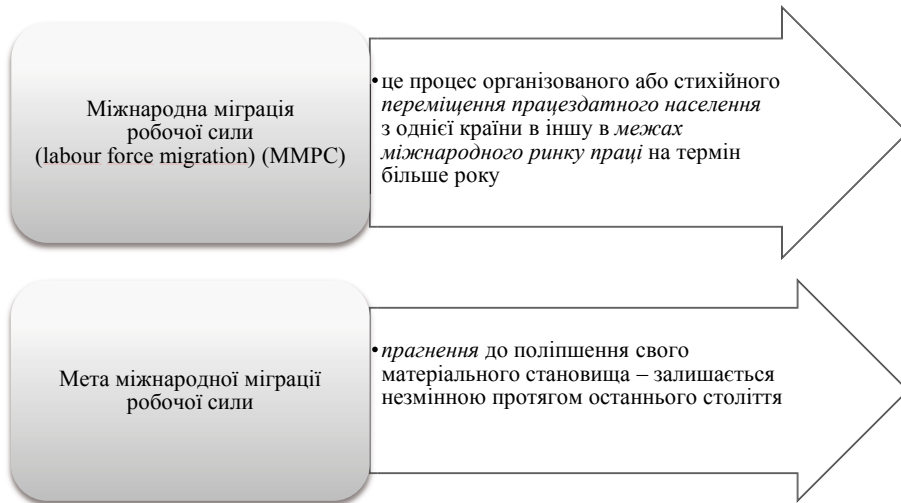 Міжнародна міграція
робочої сили
(labour force migration) (ММРС)
•це процес організованого або стихійного
переміщення працездатного населення
з однієї країни в іншу в межах
міжнародного ринку праці на термін
більше року
Мета міжнародної міграції
робочої сили
•прагнення до поліпшення свого
матеріального становища – залишається
незмінною протягом останнього століття